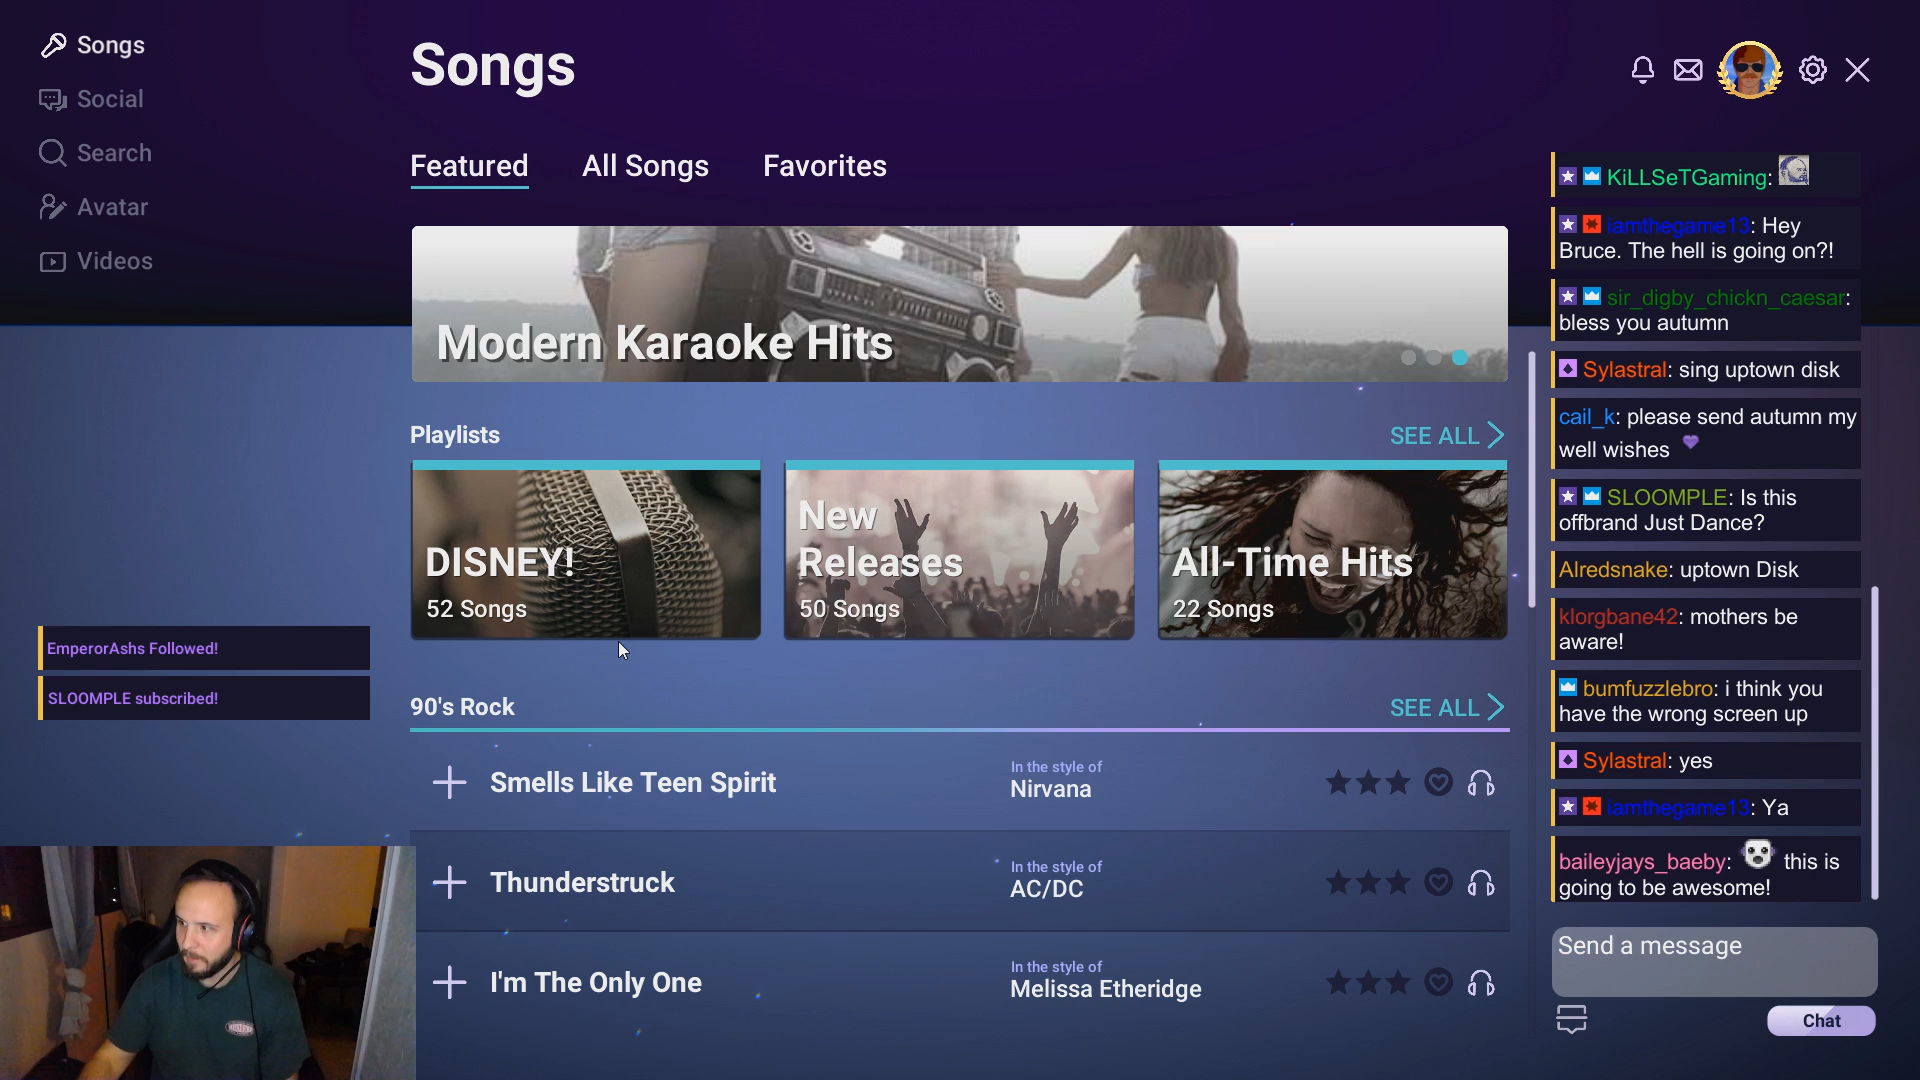 Songs
Social
Search
Avatar
Videos
Songs
Featured
All Songs
Favorites
Modern Karaoke Hits
Playlists
SEE ALL
DISNEY!
52 Songs
New
Releases
50 Songs
All-Time Hits
22 Songs
90's Rock
SEE ALL
Smells Like Teen Spirit
In the style of
Nirvana
Thunderstruck
In the style of
AC/DC
I'm The Only One
In the style of
Melissa Etheridge
EmperorAshs Followed!
SLOOMPLE subscribed!
KiLLSeTGaming:
iamthegame13: Hey
Bruce. The hell is going on?!
sir_digby_chickn_caesar:
bless you autumn
Sylastral: sing uptown disk
cail_k: please send autumn my
well wishes
SLOOMPLE: Is this
offbrand Just Dance?
Alredsnake: uptown Disk
klorgbane42: mothers be
aware!
bumfuzzlebro: i think you
have the wrong screen up
Sylastral: yes
iamthegame13: Ya
baileyjays_baeby: this is
going to be awesome!
Send a message
Chat